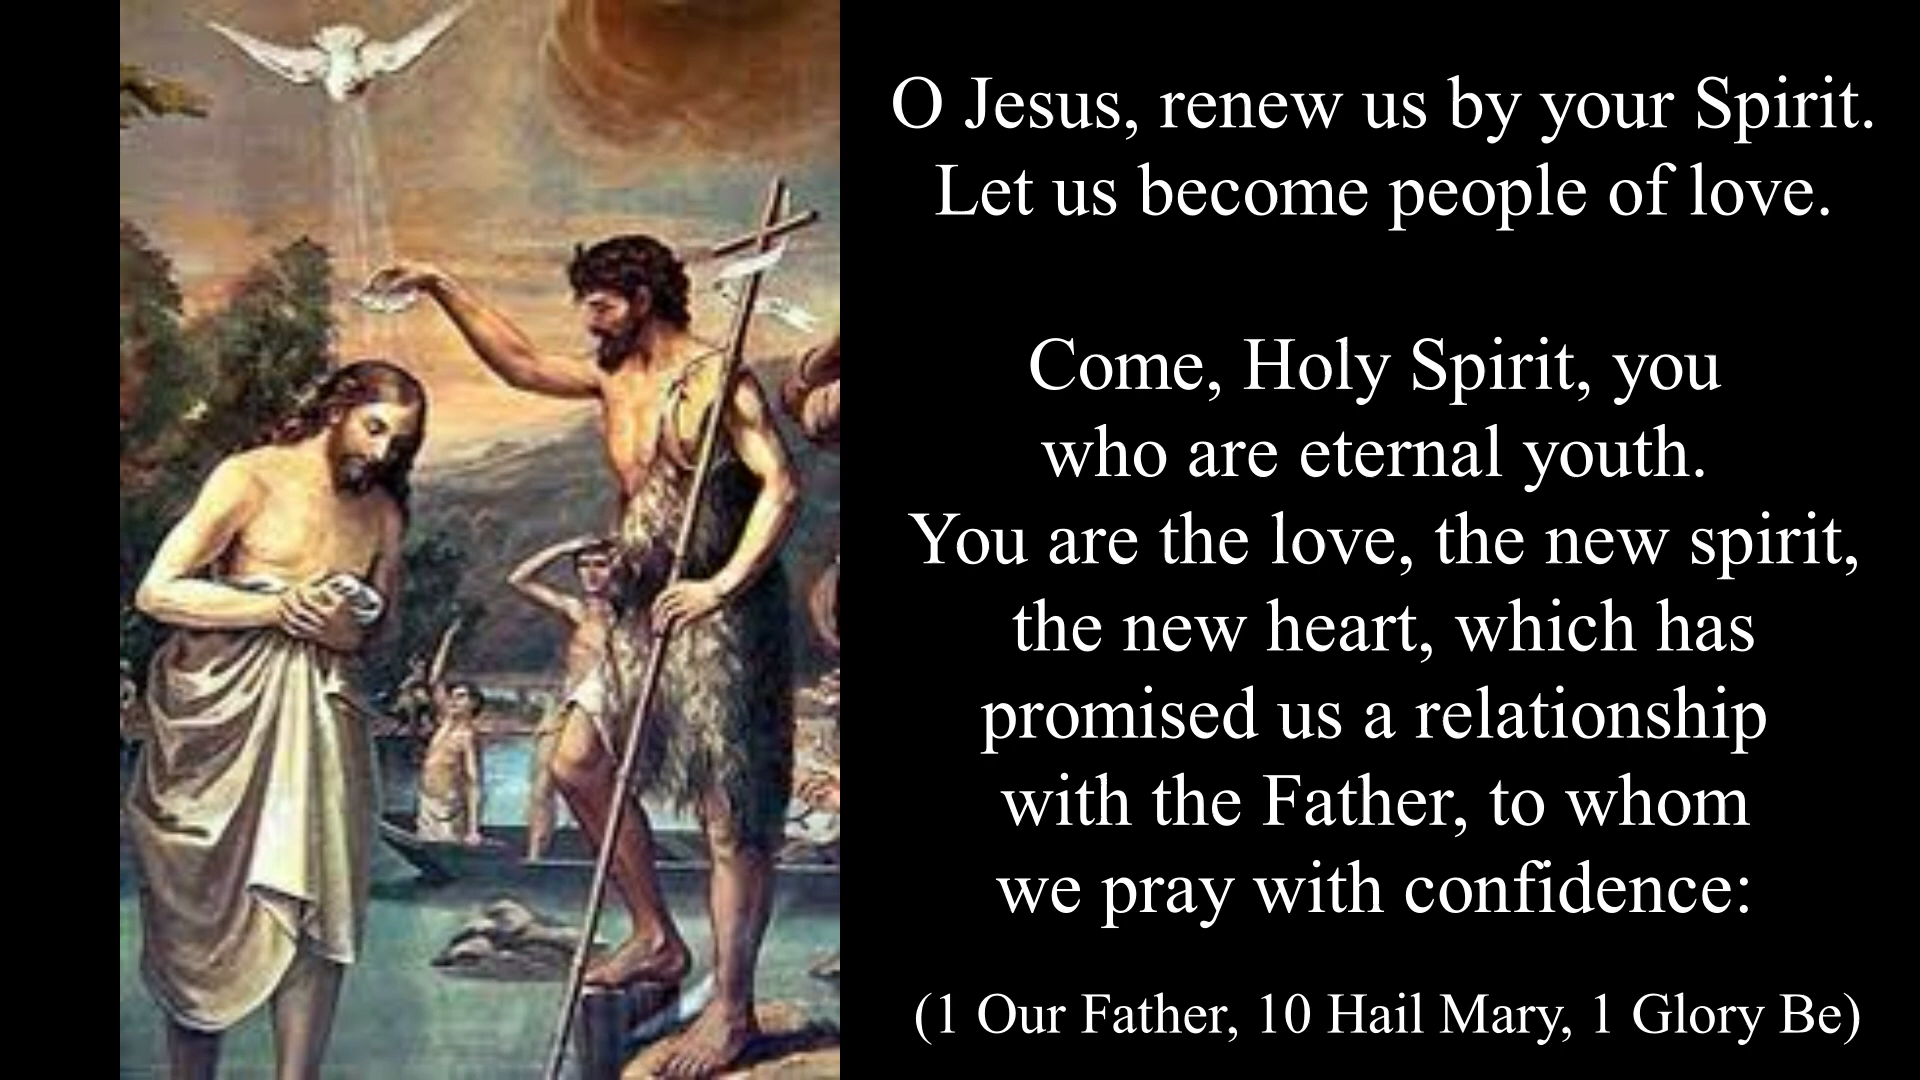 O Jesus, renew us by your Spirit.
Let us become people of love.
Come, Holy Spirit, you
who are eternal youth.
You are the love, the new spirit,
the new heart, which has
promised us a relationship
with the Father, to whom
we pray with confidence:
(1 Our Father, 10 Hail Mary, 1 Glory Be)